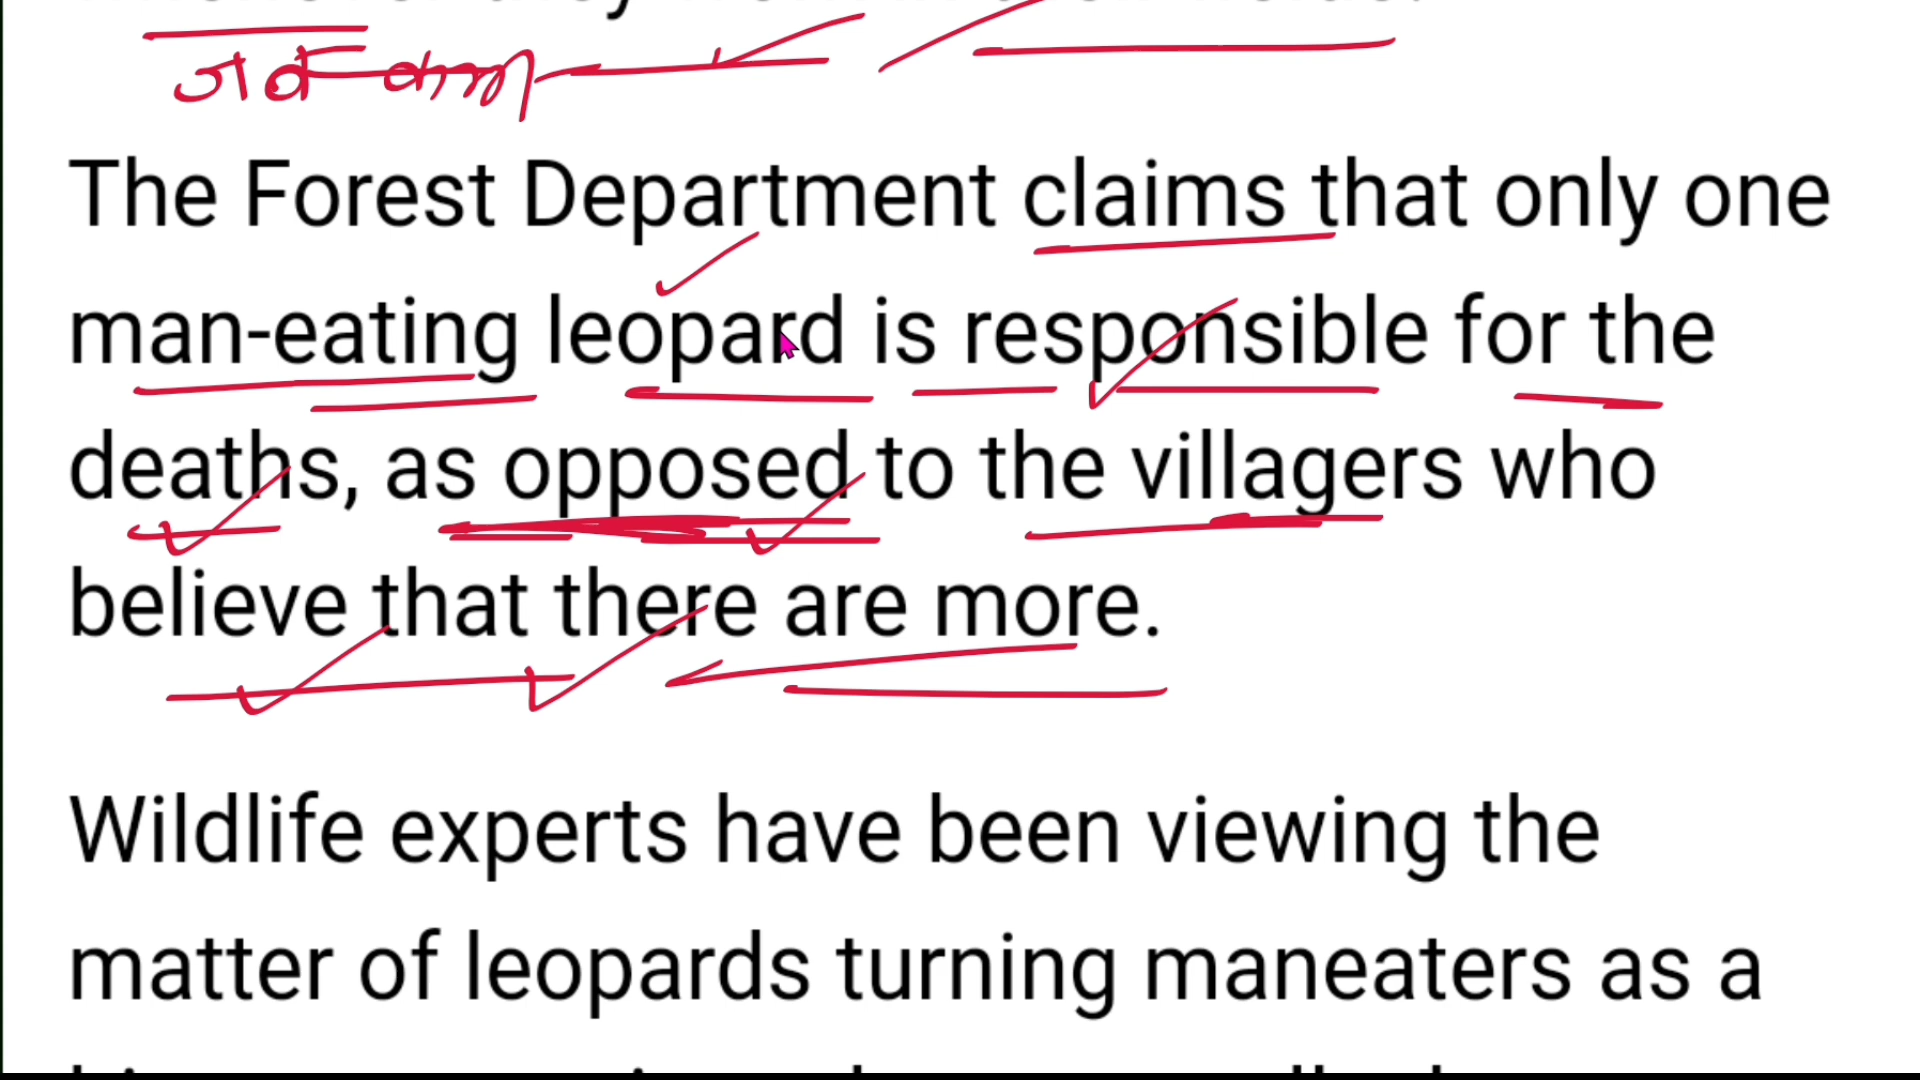 The Forest Department claims that only one
man-eating leopard is responsible for the
deaths, as opposed to the villagers who
believe that there are more.
Wildlife experts have been viewing the
matter of leopards turning maneaters as a